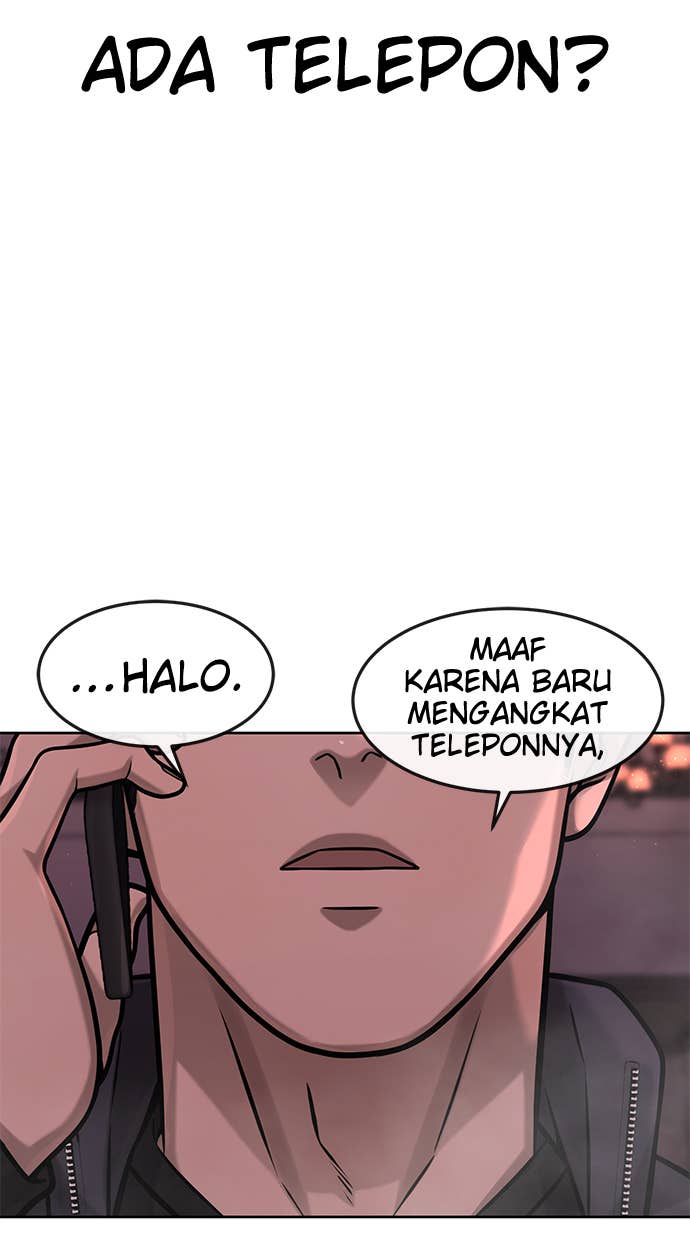 ADA TELEPON?
...HALO.
MAAF
KARENA BARU
MENGANGKAT
TELEPONNYA,